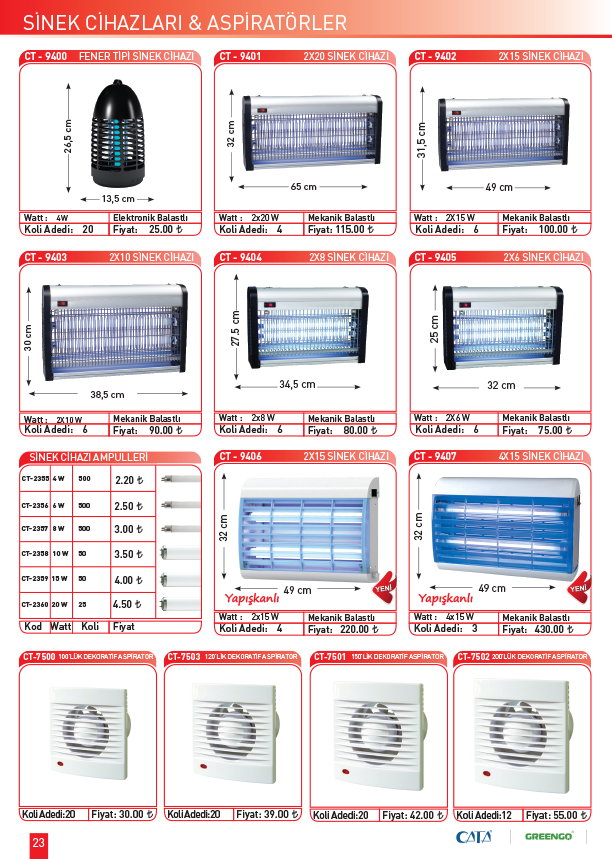 SİNEK CİHAZLARI & ASPİRATÖRLER
CT - 9400 FENER TİPİ SİNEK CİHAZI
26,5 cm
13,5 cm
Watt : 4W Elektronik Balastlı
Koli Adedi: 20 Fiyat: 25.00 ₺
CT - 9401 2X20 SİNEK CİHAZI
32 cm
65 cm
Watt : 2x20 W Mekanik Balastlı
Koli Adedi: 4 Fiyat: 115.00 ₺
CT - 9402 2X15 SİNEK CİHAZI
31,5 cm
49 cm
Watt : 2X15 W Mekanik Balastlı
Koli Adedi: 6 Fiyat: 100.00 ₺
CT - 9403 2X10 SİNEK CİHAZI
30 cm
38,5 cm
Watt : 2X10 W Mekanik Balastlı
Koli Adedi: 6 Fiyat: 90.00 ₺
CT - 9404 2X8 SİNEK CİHAZI
27.5 cm
34,5 cm
Watt : 2x8 W Mekanik Balastlı
Koli Adedi: 6 Fiyat: 80.00 ₺
CT - 9405 2X6 SİNEK CİHAZI
25 cm
32 cm
Watt : 2X6 W Mekanik Balastlı
Koli Adedi: 6 Fiyat: 75.00 ₺
SİNEK CİHAZI AMPULLERİ
CT-2355 4 W 500 2.20 ₺
CT-2356 6 W 500 2.50 ₺
CT-2357 8 W 500 3.00 ₺
CT-2358 10 W 50 3.50 ₺
CT-2359 15 W 50 4.00 ₺
CT-2360 20 W 25 4.50 ₺
Kod Watt Koli Fiyat
CT - 9406 2X15 SİNEK CİHAZI
32 cm
49 cm
Yapışkanlı
YENİ
Watt : 2x15 W Mekanik Balastlı
Koli Adedi: 4 Fiyat: 220.00 ₺
CT - 9407 4X15 SİNEK CİHAZI
32 cm
49 cm
Yapışkanlı
YENİ
Watt : 4x15 W Mekanik Balastlı
Koli Adedi: 3 Fiyat: 430.00 ₺
CT-7500 100'LÜK DEKORATİF ASPİRATÖR
Koli Adedi:20 Fiyat: 30.00 ₺
CT-7503 120'LİK DEKORATİF ASPİRATÖR
Koli Adedi:20 Fiyat: 39.00 ₺
CT-7501 150'LİK DEKORATİF ASPİRATÖR
Koli Adedi:20 Fiyat: 42.00 ₺
CT-7502 200'LÜK DEKORATİF ASPİRATÖR
Koli Adedi:12 Fiyat: 55.00 ₺
23
CATA
GREENGO